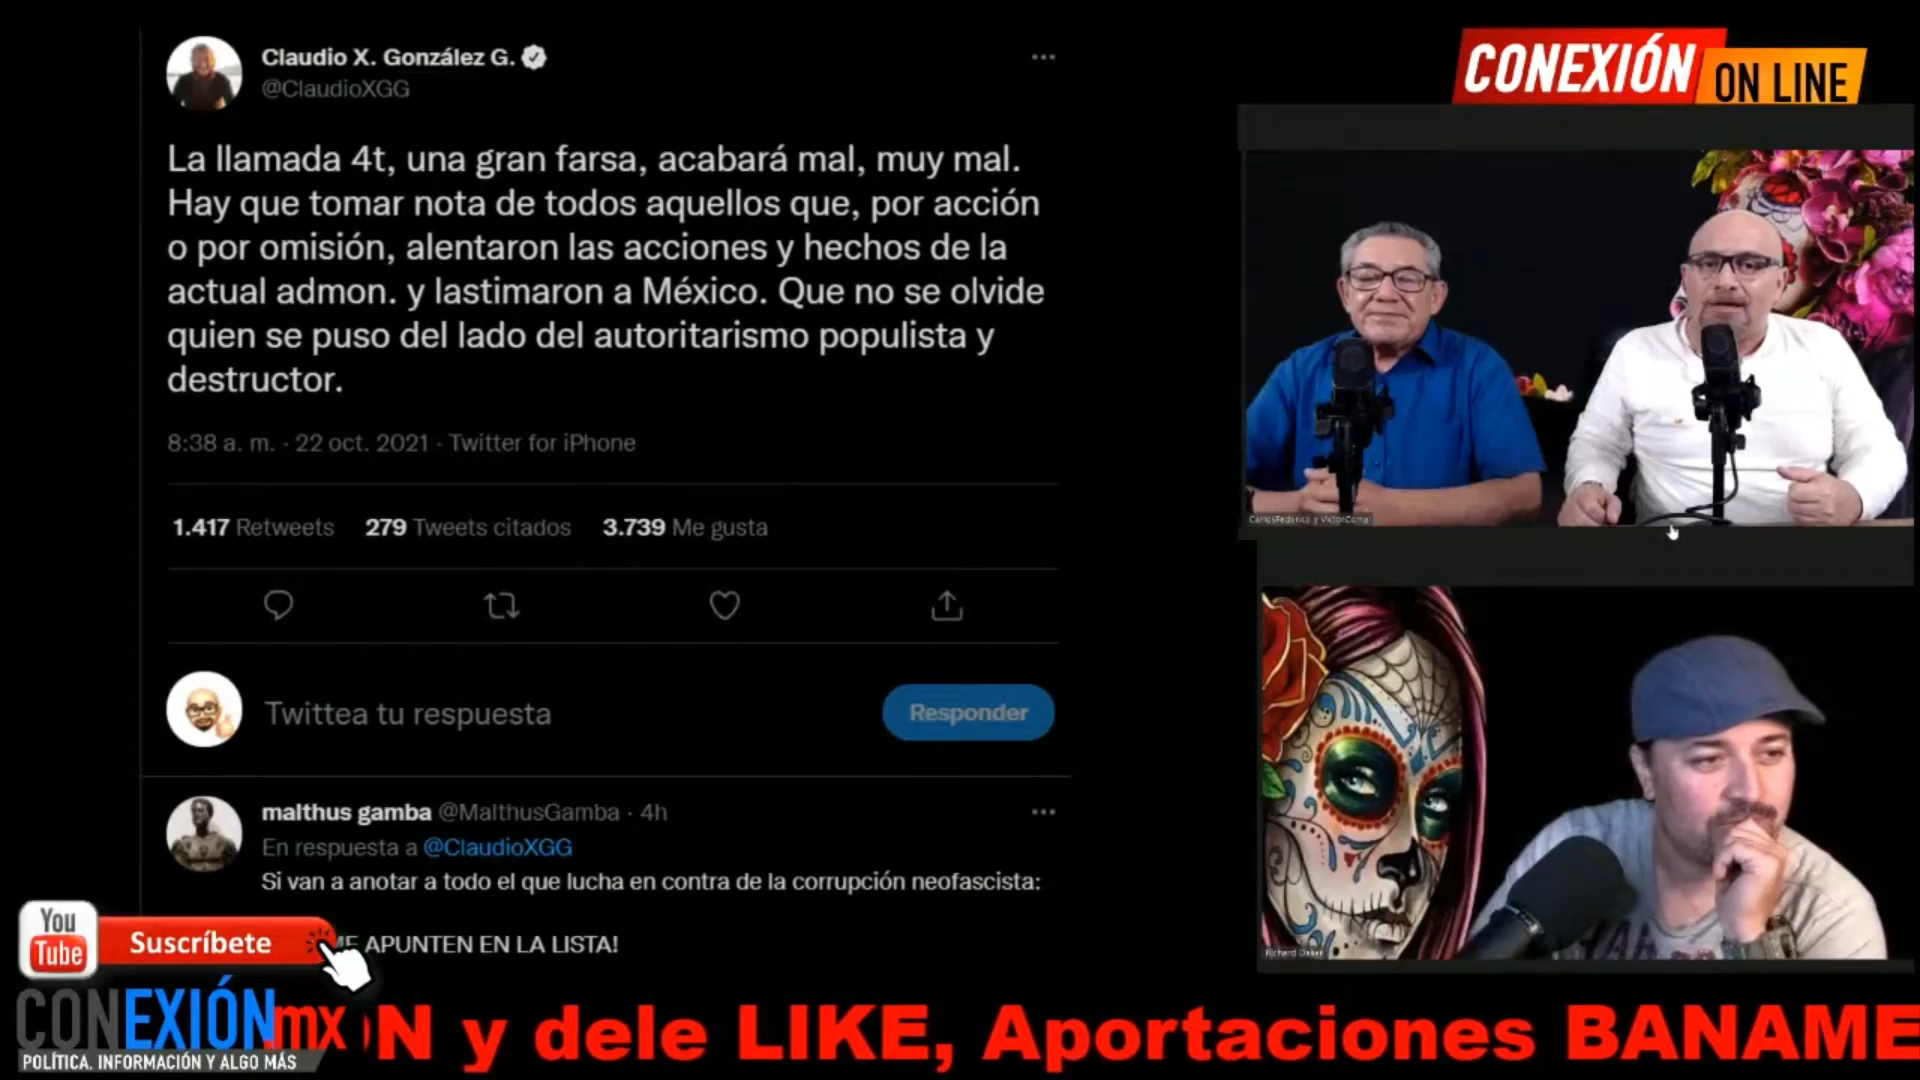 Claudio X. González G.
@ClaudioXGG
La llamada 4t, una gran farsa, acabará mal, muy mal.
Hay que tomar nota de todos aquellos que, por acción
o por omisión, alentaron las acciones y hechos de la
actual admon. y lastimaron a México. Que no se olvide
quien se puso del lado del autoritarismo populista y
destructor.
8:38 a. m. · 22 oct. 2021 · Twitter for iPhone
1.417 Retweets 279 Tweets citados 3.739 Me gusta
Twittea tu respuesta
Responder
malthus gamba @MalthusGamba · 4h
En respuesta a @ClaudioXGG
Si van a anotar a todo el que lucha en contra de la corrupción neofascista:
ME APUNTEN EN LA LISTA!
You
Tube
Suscríbete
CONEXIÓN mx
POLÍTICA, INFORMACIÓN Y ALGO MÁS
N y dele LIKE, Aportaciones BANAME
CONEXIÓN
ON LINE
CarlosFederico y VictorCorral
Richard Daker